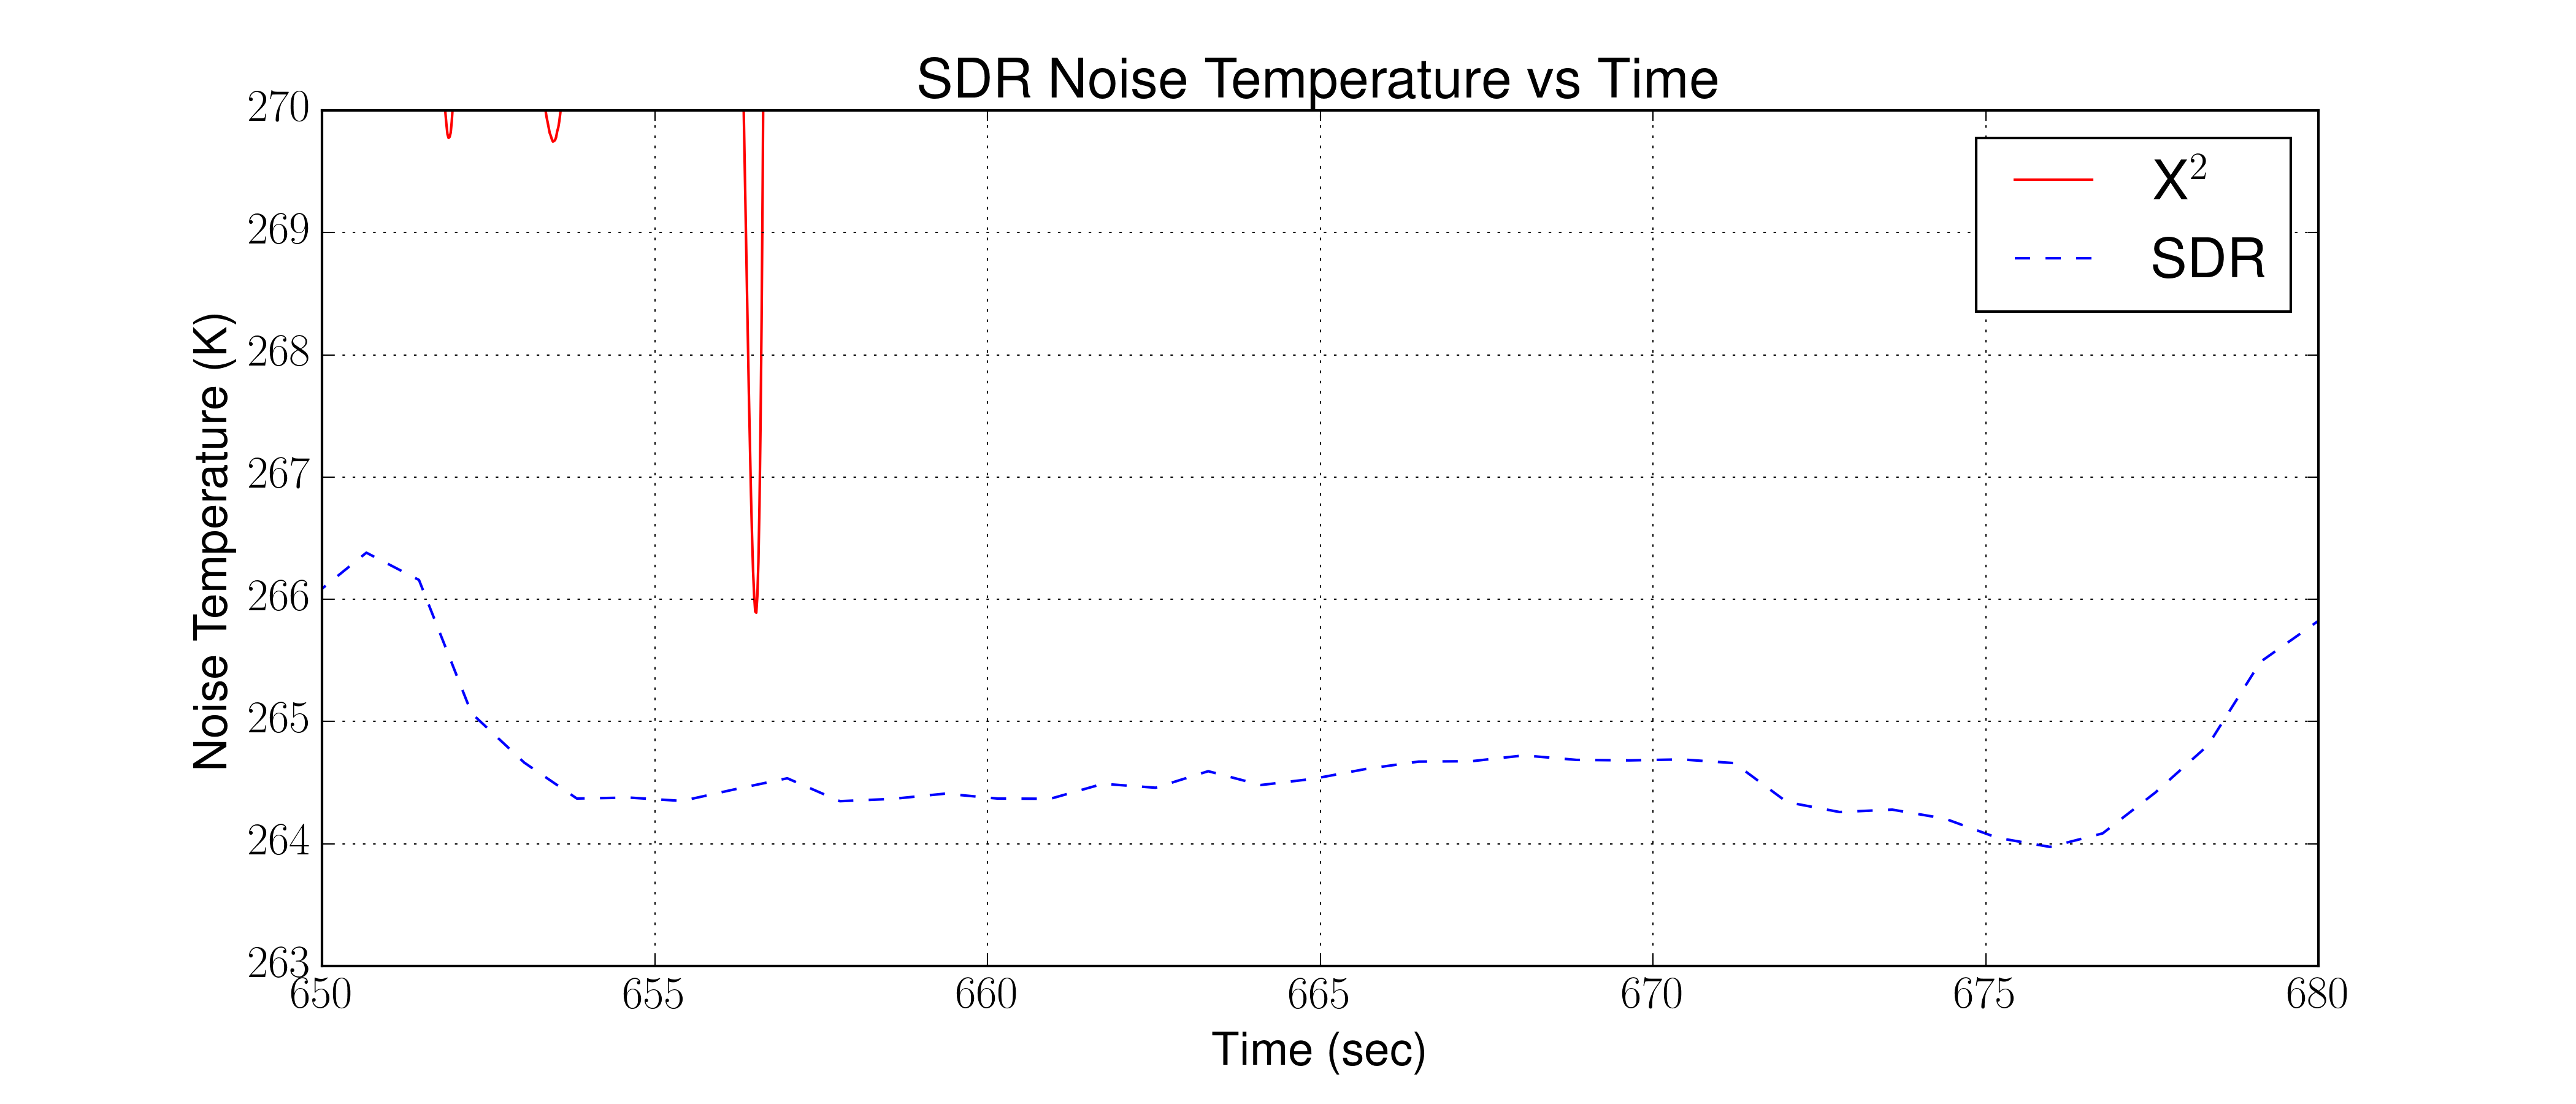 SDR Noise Temperature vs Time
270
269
268
267
266
265
264
263
Noise Temperature (K)
X²
SDR
650 655 660 665 670 675 680
Time (sec)